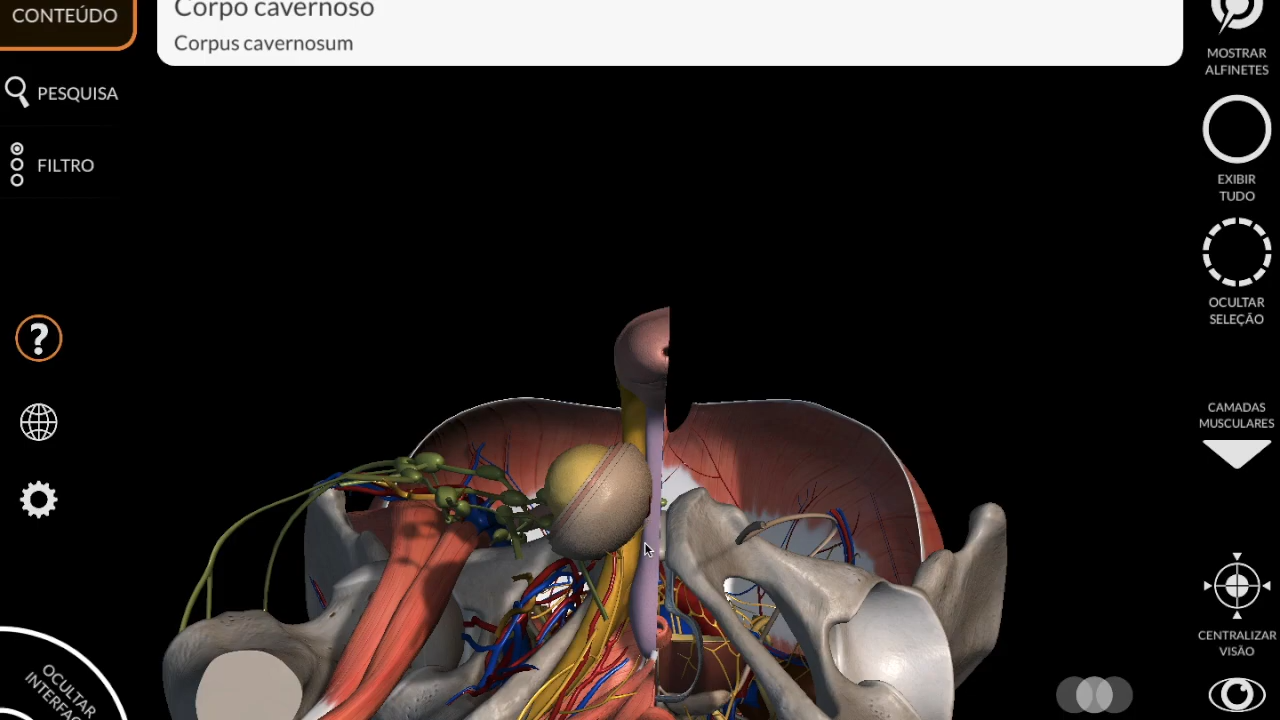 CONTEÚDO
Corpo cavernoso
Corpus cavernosum
PESQUISA
FILTRO
MOSTRAR
ALFINETES
EXIBIR
TUDO
OCULTAR
SELEÇÃO
CAMADAS
MUSCULARES
CENTRALIZAR
VISÃO
OCULTAR